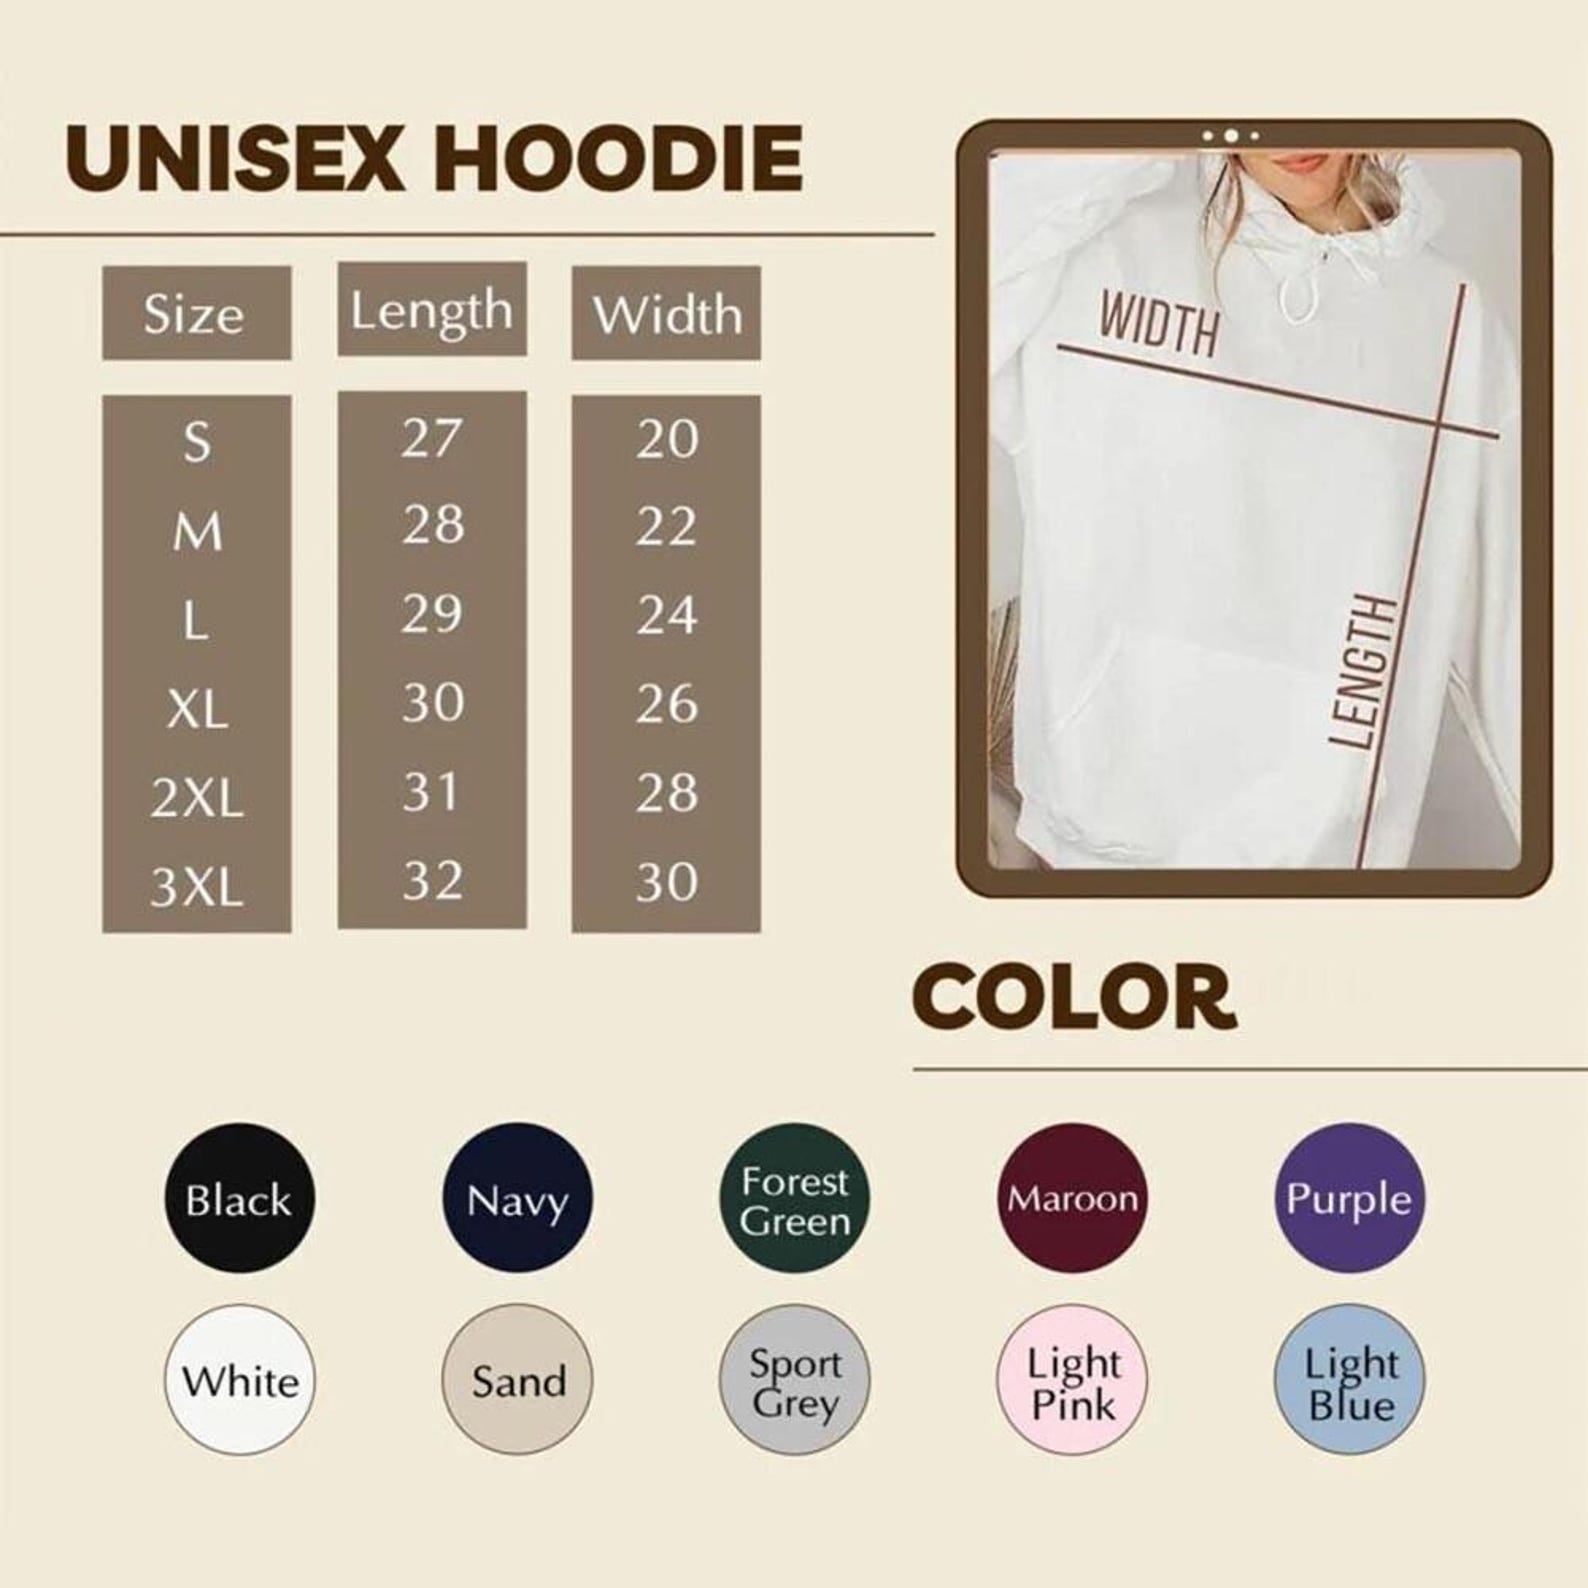 UNISEX HOODIE
Size Length Width
S 27 20
M 28 22
L 29 24
XL 30 26
2XL 31 28
3XL 32 30
WIDTH
LENGTH
COLOR
Black
Navy
Forest
Green
Maroon
Purple
White
Sand
Sport
Grey
Light
Pink
Light
Blue